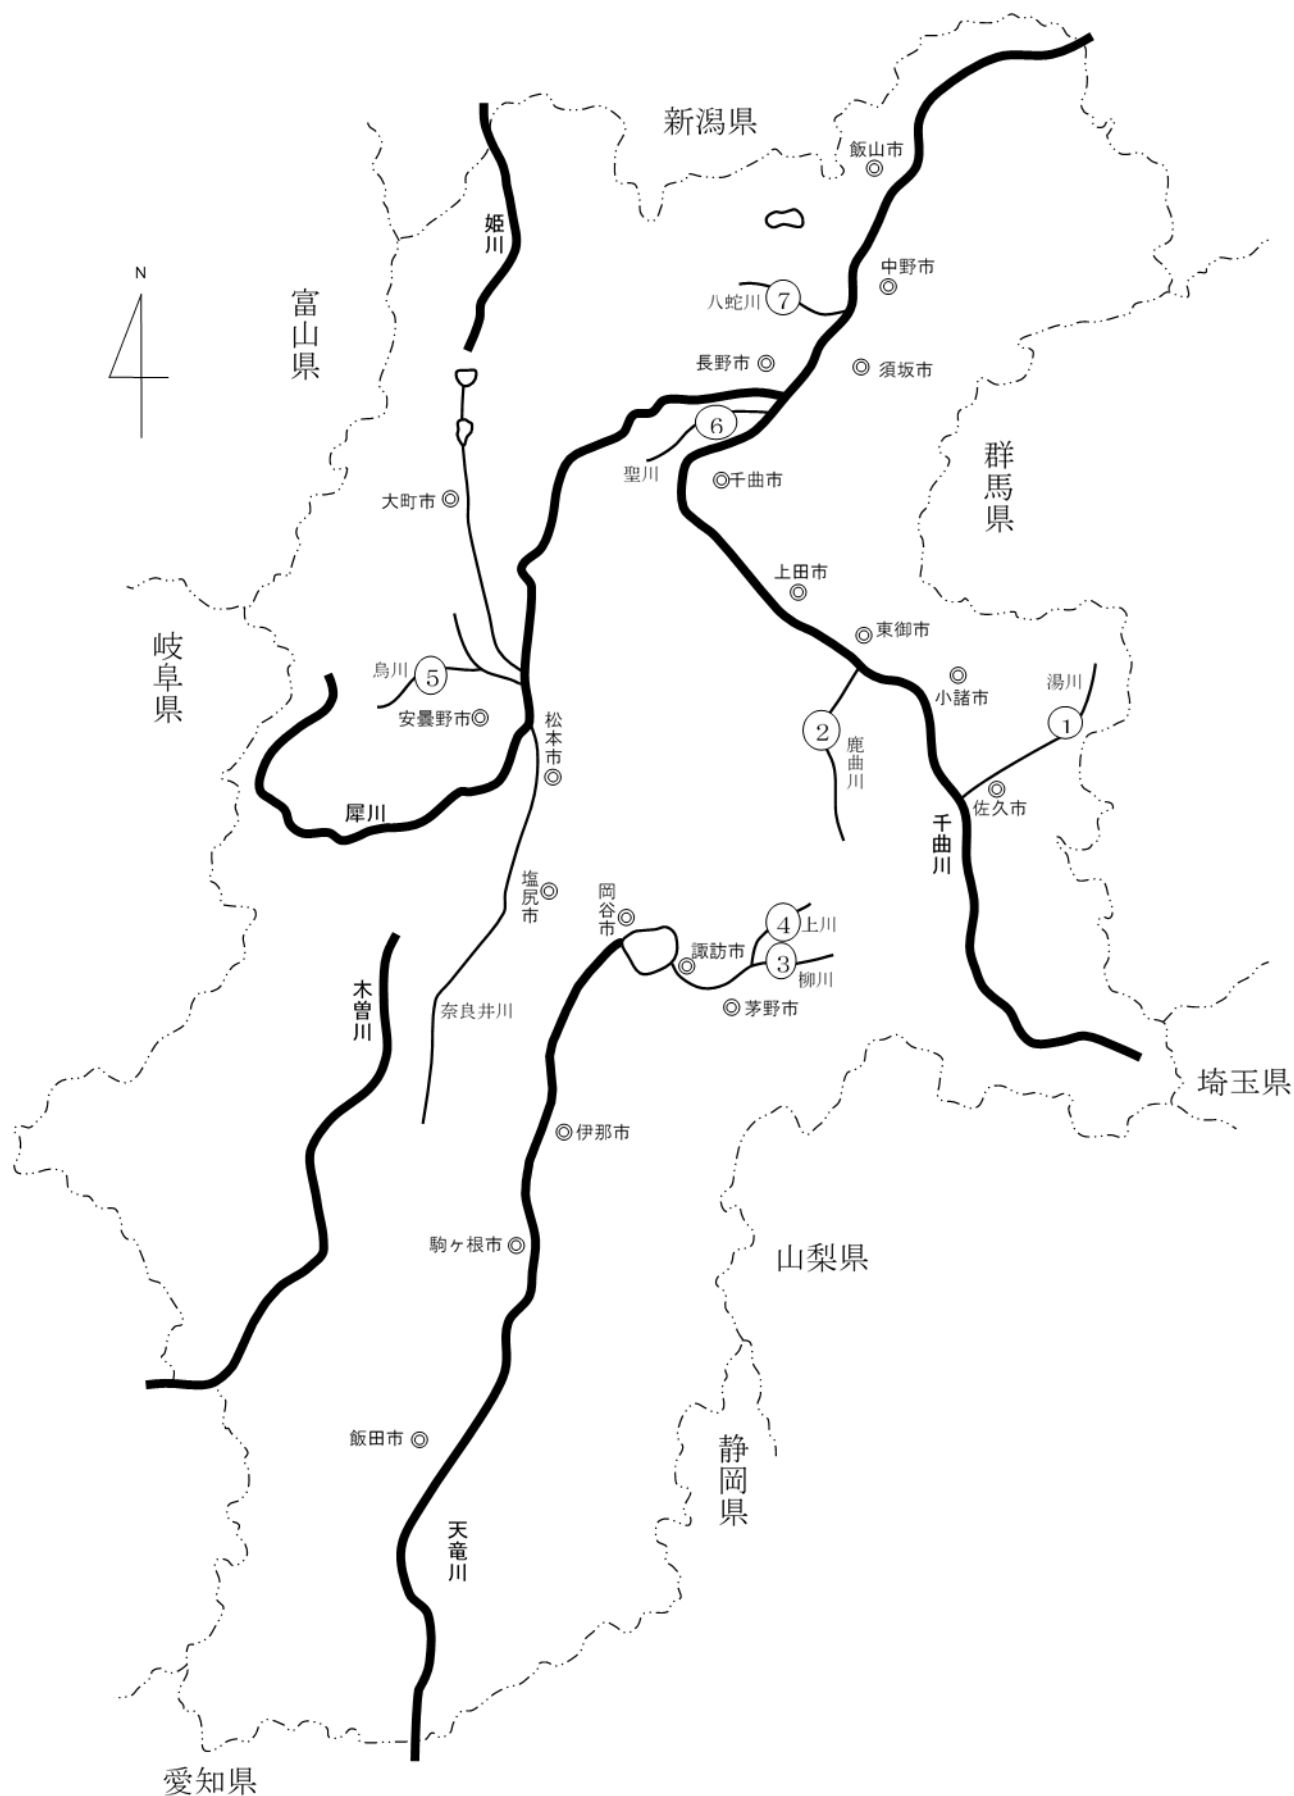 新潟県
飯山市
姫川
N
中野市
富山県
八蛇川
7
長野市
須坂市
6
聖川
千曲市
群馬県
大町市
上田市
東御市
岐阜県
烏川
5
小諸市
湯川
1
安曇野市
松本市
2
鹿曲川
犀川
佐久市
千曲川
塩尻市
岡谷市
4
上川
諏訪市
3
柳川
木曽川
奈良井川
茅野市
埼玉県
伊那市
駒ヶ根市
山梨県
飯田市
静岡県
天竜川
愛知県